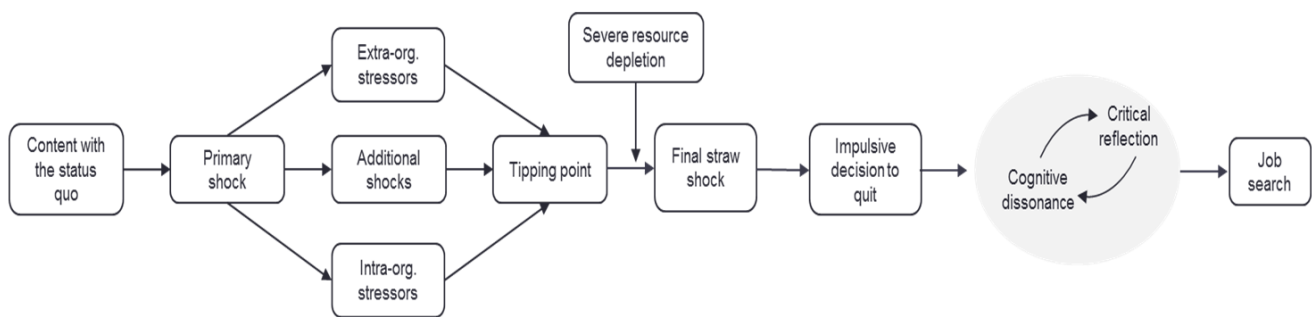 Content with
the status
quo
Primary
shock
Extra-org.
stressors
Additional
shocks
Intra-org.
stressors
Tipping point
Severe resource
depletion
Final straw
shock
Impulsive
decision to
quit
Critical
reflection
Cognitive
dissonance
Job
search